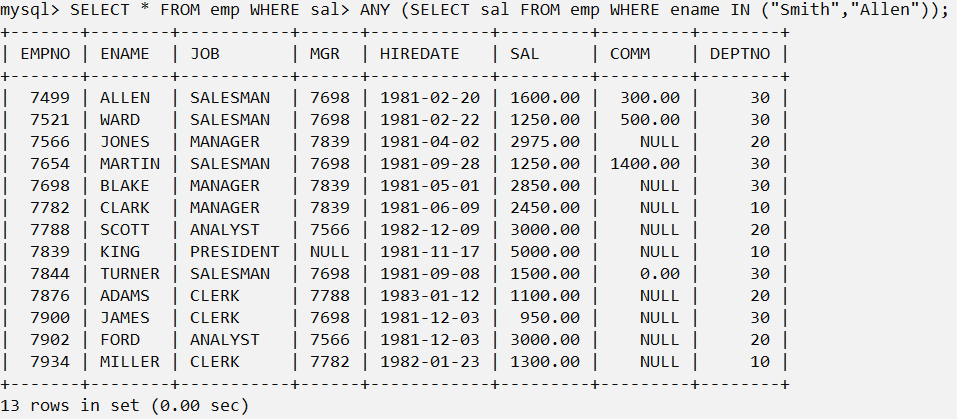 mysql> SELECT * FROM emp WHERE sal> ANY (SELECT sal FROM emp WHERE ename IN ("Smith","Allen"));
+-------+--------+-----------+------+------------+---------+---------+--------+
| EMPNO | ENAME  | JOB       | MGR  | HIREDATE   | SAL     | COMM    | DEPTNO |
+-------+--------+-----------+------+------------+---------+---------+--------+
|  7499 | ALLEN  | SALESMAN  | 7698 | 1981-02-20 | 1600.00 |  300.00 |     30 |
|  7521 | WARD   | SALESMAN  | 7698 | 1981-02-22 | 1250.00 |  500.00 |     30 |
|  7566 | JONES  | MANAGER   | 7839 | 1981-04-02 | 2975.00 |    NULL |     20 |
|  7654 | MARTIN | SALESMAN  | 7698 | 1981-09-28 | 1250.00 | 1400.00 |     30 |
|  7698 | BLAKE  | MANAGER   | 7839 | 1981-05-01 | 2850.00 |    NULL |     30 |
|  7782 | CLARK  | MANAGER   | 7839 | 1981-06-09 | 2450.00 |    NULL |     10 |
|  7788 | SCOTT  | ANALYST   | 7566 | 1982-12-09 | 3000.00 |    NULL |     20 |
|  7839 | KING   | PRESIDENT | NULL | 1981-11-17 | 5000.00 |    NULL |     10 |
|  7844 | TURNER | SALESMAN  | 7698 | 1981-09-08 | 1500.00 |    0.00 |     30 |
|  7876 | ADAMS  | CLERK     | 7788 | 1983-01-12 | 1100.00 |    NULL |     20 |
|  7900 | JAMES  | CLERK     | 7698 | 1981-12-03 |  950.00 |    NULL |     30 |
|  7902 | FORD   | ANALYST   | 7566 | 1981-12-03 | 3000.00 |    NULL |     20 |
|  7934 | MILLER | CLERK     | 7782 | 1982-01-23 | 1300.00 |    NULL |     10 |
+-------+--------+-----------+------+------------+---------+---------+--------+
13 rows in set (0.00 sec)